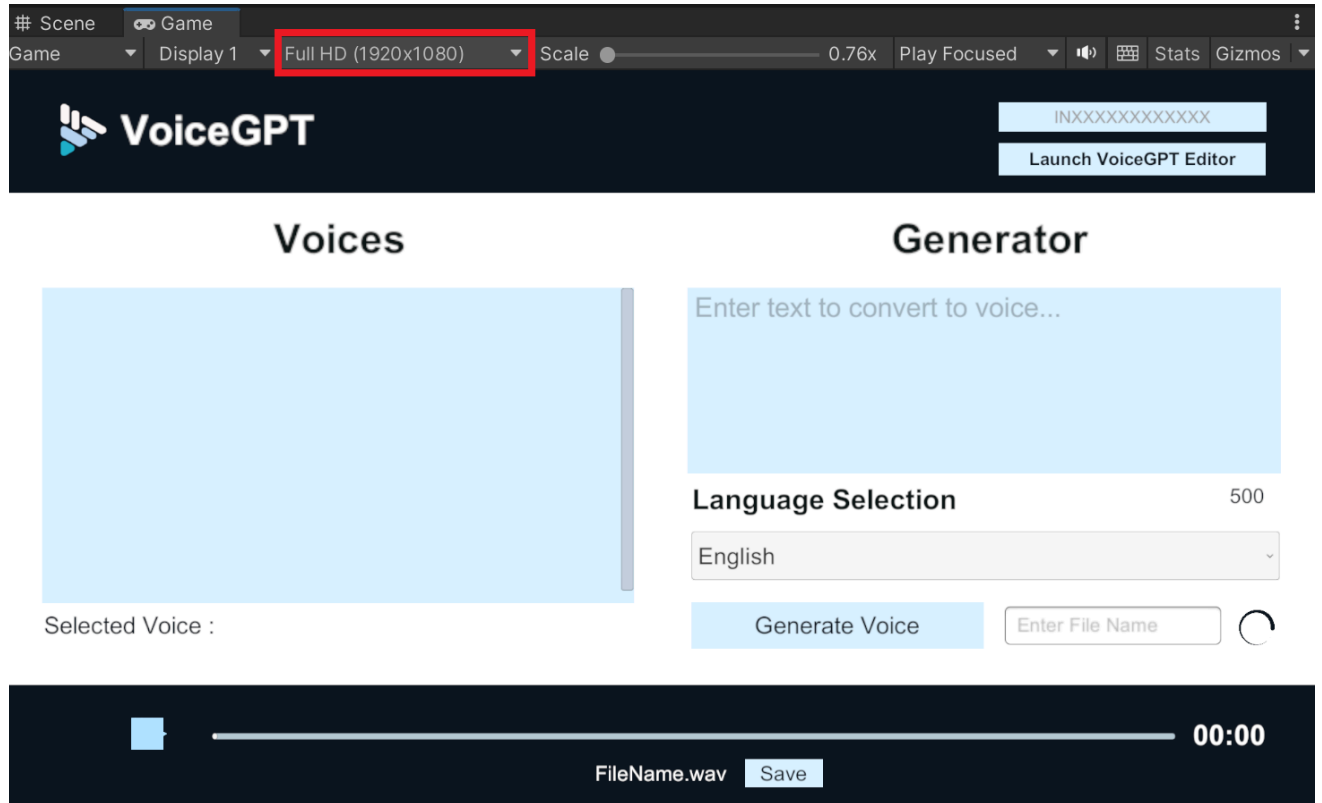 Scene Game
Game Display 1 Full HD (1920x1080) Scale 0.76x Play Focused Stats Gizmos
VoiceGPT
INXXXXXXXXXXXX
Launch VoiceGPT Editor
Voices
Generator
Enter text to convert to voice...
Language Selection 500
English
Selected Voice :
Generate Voice Enter File Name
00:00
FileName.wav Save